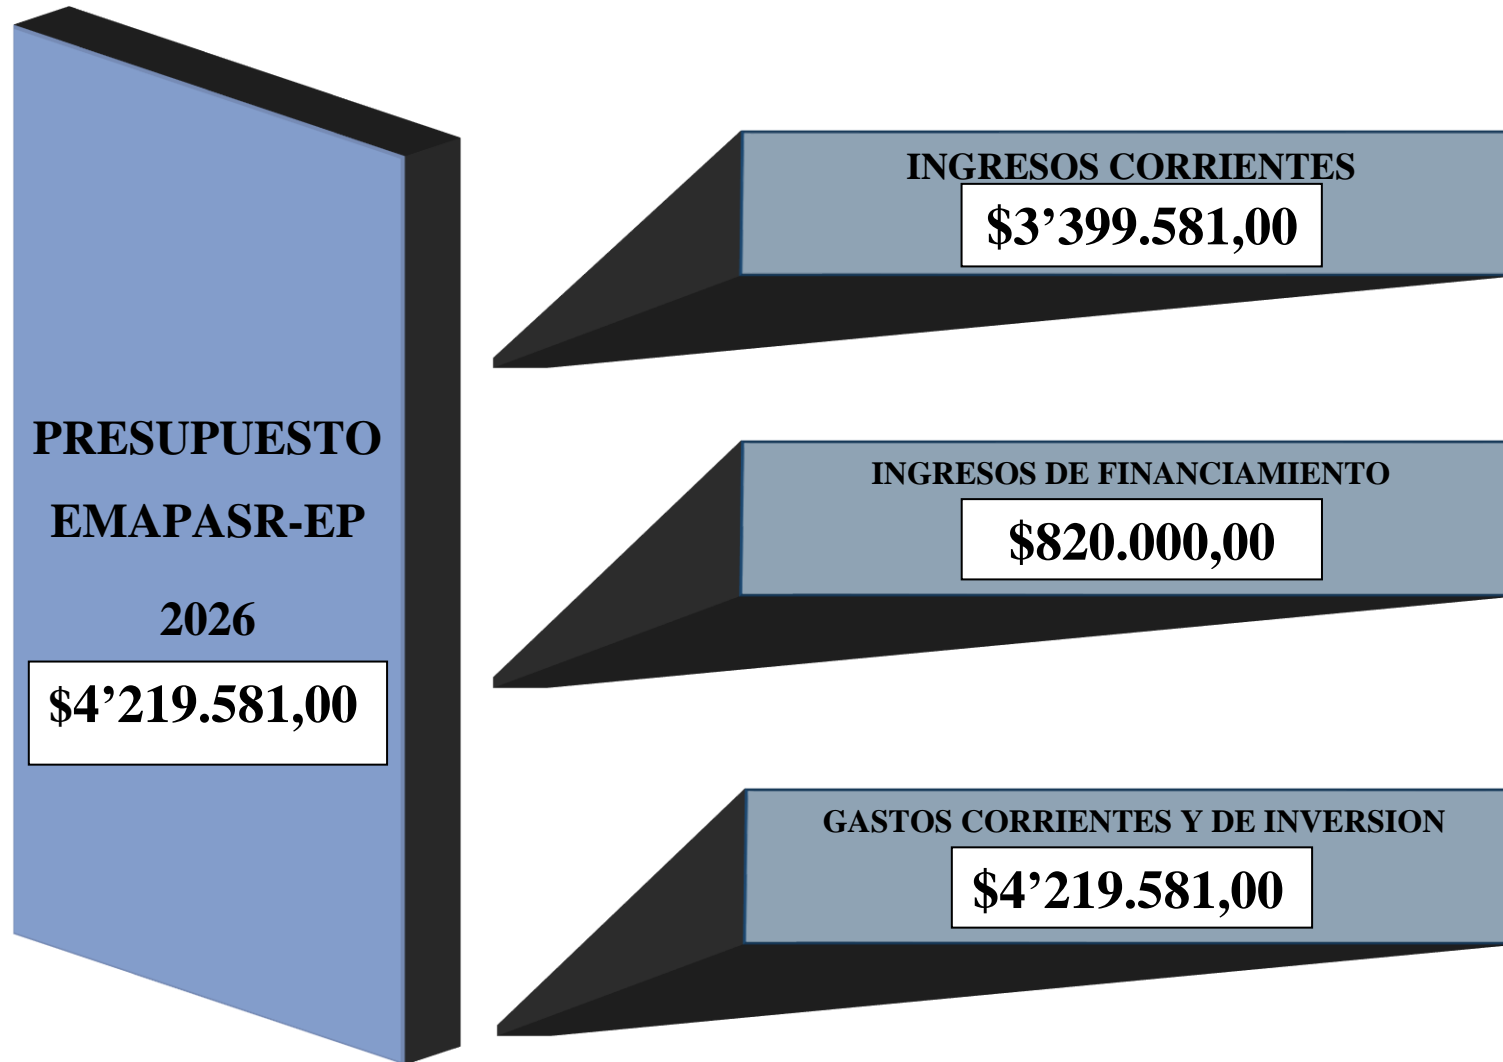 PRESUPUESTO
EMAPASR-EP
2026
$4’219.581,00
INGRESOS CORRIENTES
$3’399.581,00
INGRESOS DE FINANCIAMIENTO
$820.000,00
GASTOS CORRIENTES Y DE INVERSION
$4’219.581,00